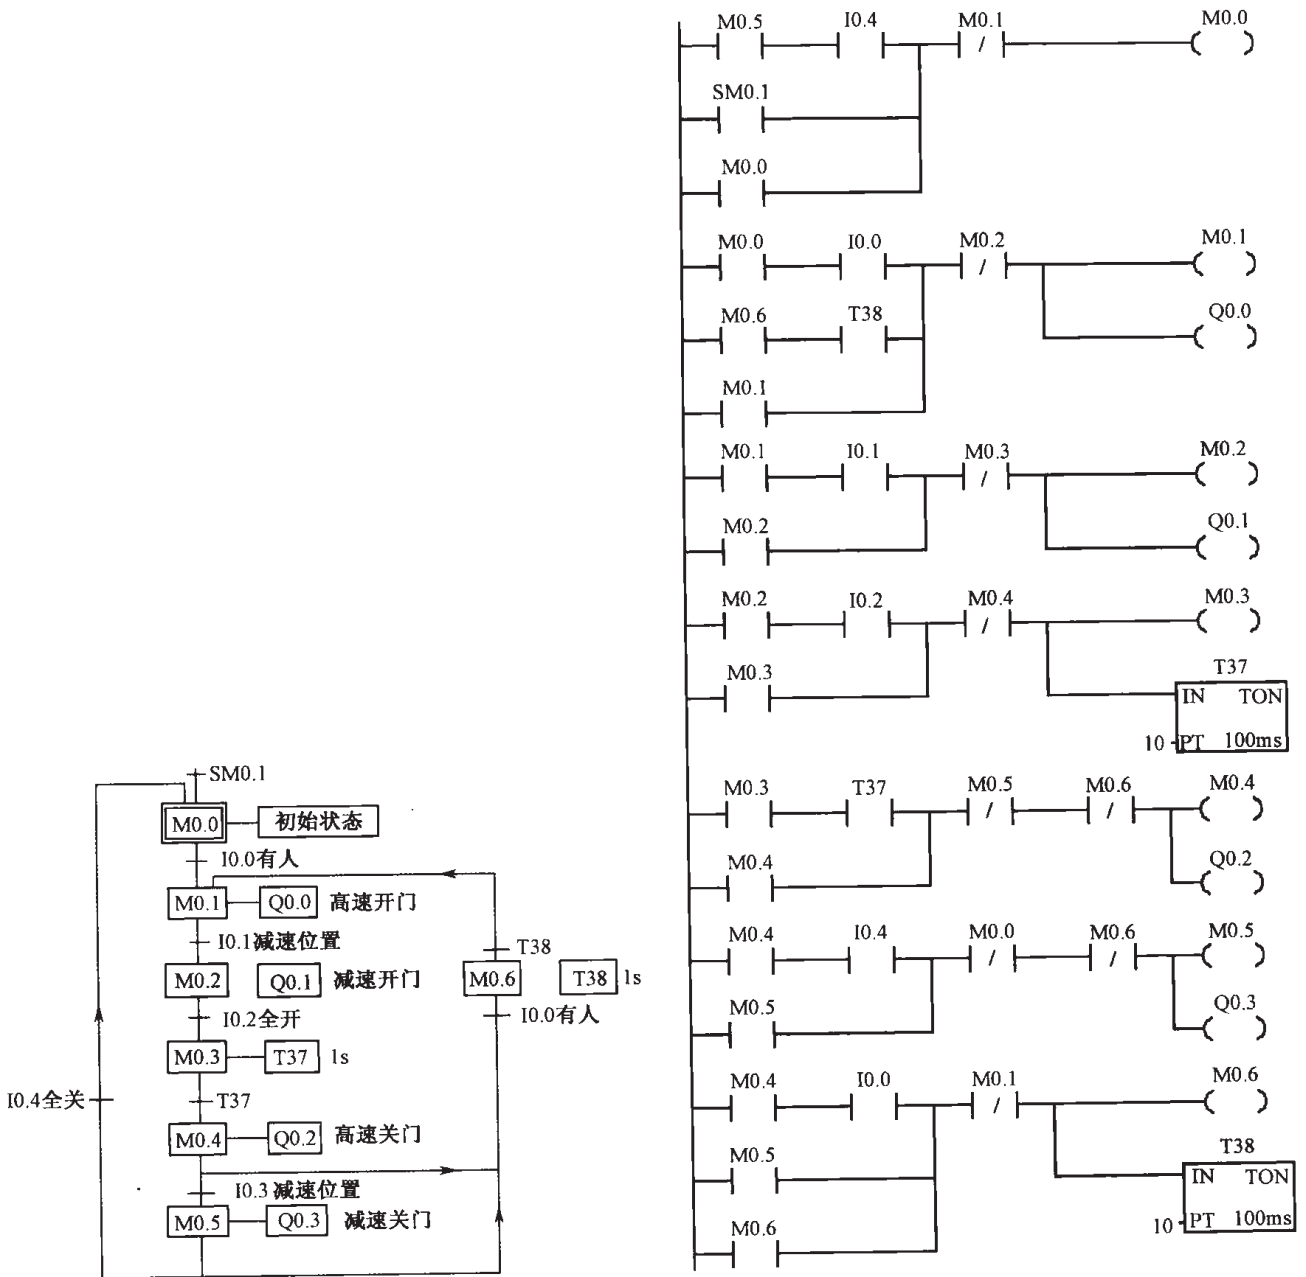 SM0.1
M0.0 初始状态
I0.0有人
M0.1 Q0.0 高速开门
I0.1减速位置
M0.2 Q0.1 减速开门
I0.2全开
M0.3 T37 1s
T37
M0.4 Q0.2 高速关门
I0.3 减速位置
M0.5 Q0.3 减速关门
I0.4全关
T38
M0.6 T38 1s
I0.0有人
M0.5 I0.4 M0.1 M0.0
SM0.1
M0.0
M0.0 I0.0 M0.2 M0.1
M0.6 T38 Q0.0
M0.1
M0.1 I0.1 M0.3 M0.2
M0.2 Q0.1
M0.2 I0.2 M0.4 M0.3
M0.3 T37
IN TON
10 PT 100ms
M0.3 T37 M0.5 M0.6 M0.4
M0.4 Q0.2
M0.4 I0.4 M0.0 M0.6 M0.5
M0.5 Q0.3
M0.4 I0.0 M0.1 M0.6
M0.5 T38
IN TON
M0.6 10 PT 100ms